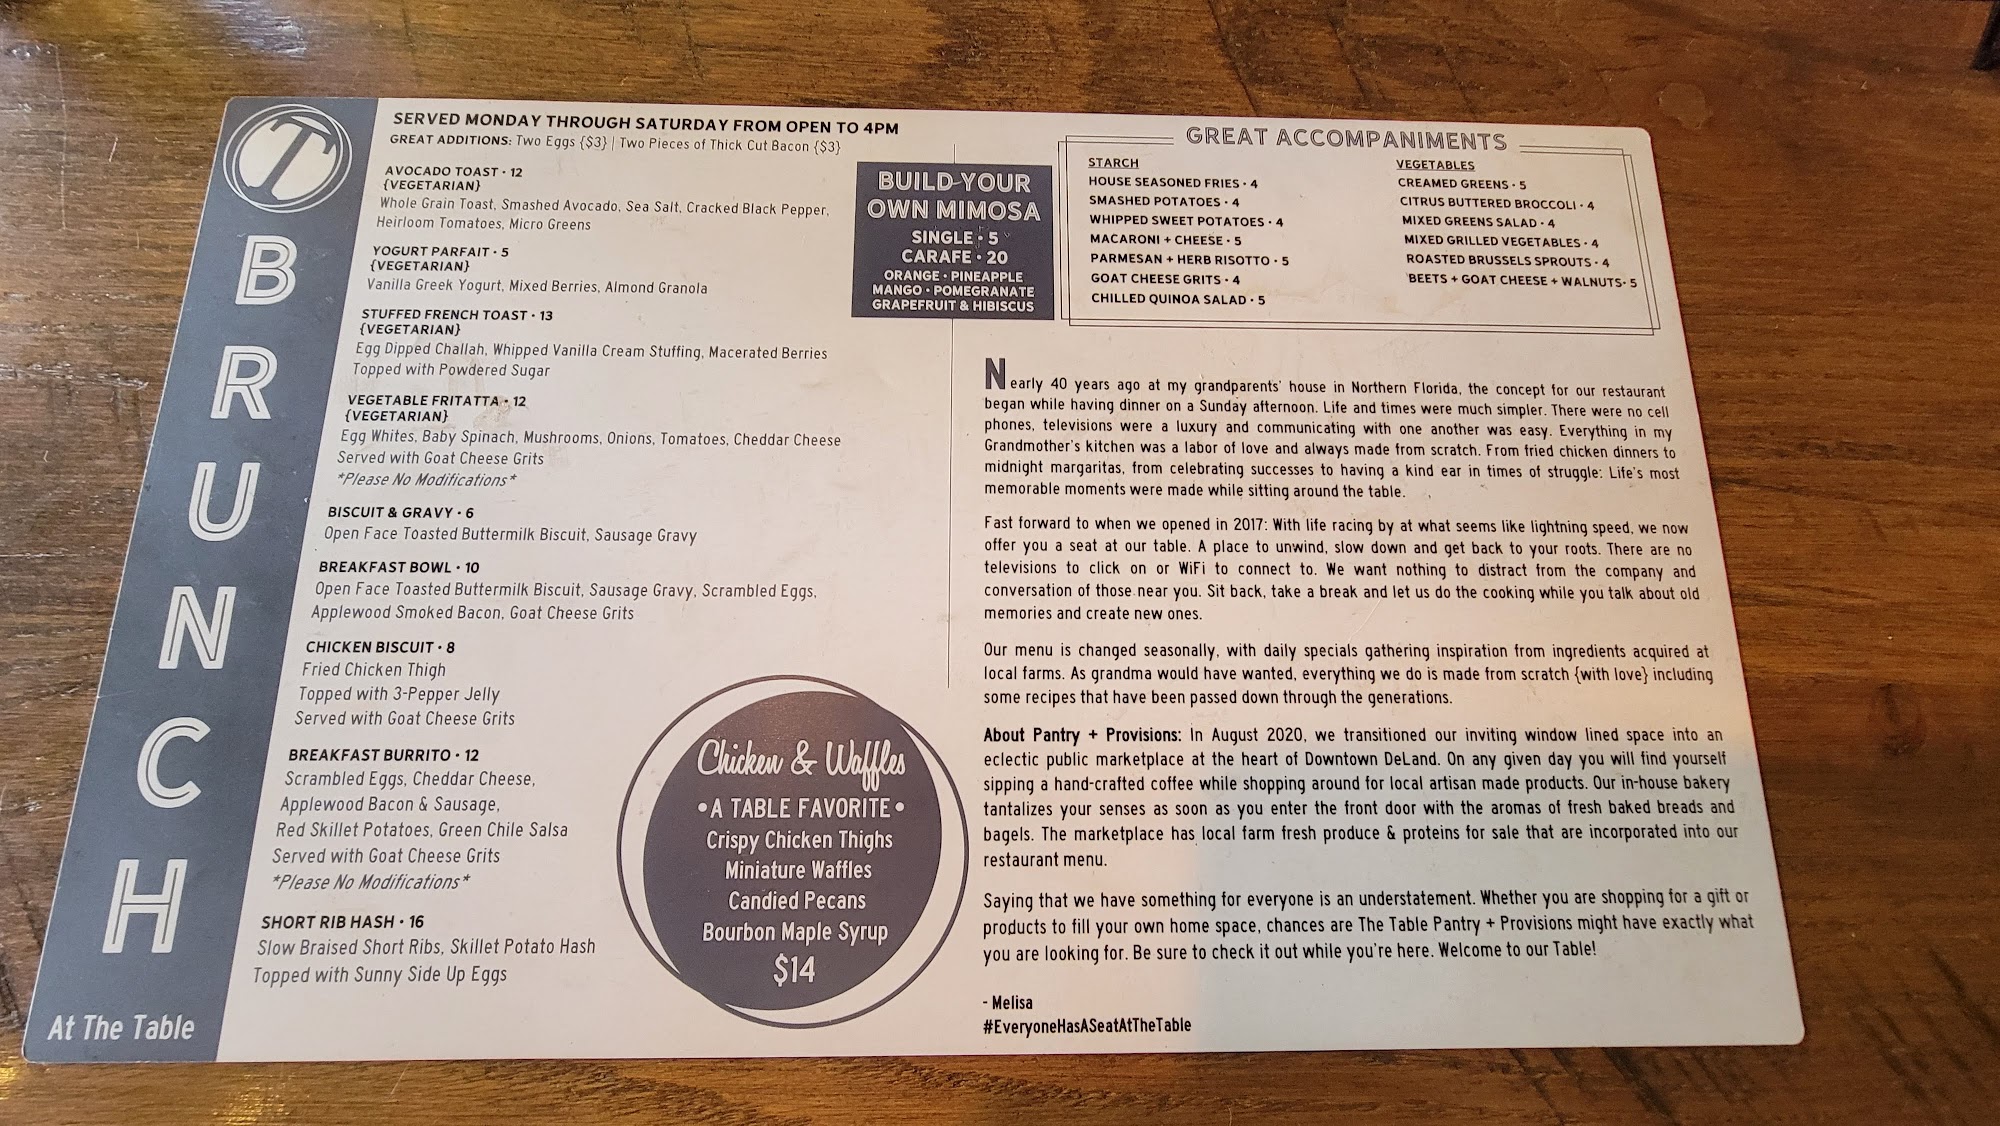 T
BRUNCH
At The Table
SERVED MONDAY THROUGH SATURDAY FROM OPEN TO 4PM
GREAT ADDITIONS: Two Eggs {$3} | Two Pieces of Thick Cut Bacon {$3}
AVOCADO TOAST • 12
{VEGETARIAN}
Whole Grain Toast, Smashed Avocado, Sea Salt, Cracked Black Pepper,
Heirloom Tomatoes, Micro Greens
YOGURT PARFAIT • 5
{VEGETARIAN}
Vanilla Greek Yogurt, Mixed Berries, Almond Granola
STUFFED FRENCH TOAST • 13
{VEGETARIAN}
Egg Dipped Challah, Whipped Vanilla Cream Stuffing, Macerated Berries
Topped with Powdered Sugar
VEGETABLE FRITATTA • 12
{VEGETARIAN}
Egg Whites, Baby Spinach, Mushrooms, Onions, Tomatoes, Cheddar Cheese
Served with Goat Cheese Grits
*Please No Modifications*
BISCUIT & GRAVY • 6
Open Face Toasted Buttermilk Biscuit, Sausage Gravy
BREAKFAST BOWL • 10
Open Face Toasted Buttermilk Biscuit, Sausage Gravy, Scrambled Eggs,
Applewood Smoked Bacon, Goat Cheese Grits
CHICKEN BISCUIT • 8
Fried Chicken Thigh
Topped with 3-Pepper Jelly
Served with Goat Cheese Grits
BREAKFAST BURRITO • 12
Scrambled Eggs, Cheddar Cheese,
Applewood Bacon & Sausage,
Red Skillet Potatoes, Green Chile Salsa
Served with Goat Cheese Grits
*Please No Modifications*
SHORT RIB HASH • 16
Slow Braised Short Ribs, Skillet Potato Hash
Topped with Sunny Side Up Eggs
Chicken & Waffles
• A TABLE FAVORITE •
Crispy Chicken Thighs
Miniature Waffles
Candied Pecans
Bourbon Maple Syrup
$14
BUILD YOUR
OWN MIMOSA
SINGLE • 5
CARAFE • 20
ORANGE • PINEAPPLE
MANGO • POMEGRANATE
GRAPEFRUIT & HIBISCUS
GREAT ACCOMPANIMENTS
STARCH
HOUSE SEASONED FRIES • 4
SMASHED POTATOES • 4
WHIPPED SWEET POTATOES • 4
MACARONI + CHEESE • 5
PARMESAN + HERB RISOTTO • 5
GOAT CHEESE GRITS • 4
CHILLED QUINOA SALAD • 5
VEGETABLES
CREAMED GREENS • 5
CITRUS BUTTERED BROCCOLI • 4
MIXED GREENS SALAD • 4
MIXED GRILLED VEGETABLES • 4
ROASTED BRUSSELS SPROUTS • 4
BEETS + GOAT CHEESE + WALNUTS • 5
Nearly 40 years ago at my grandparents' house in Northern Florida, the concept for our restaurant
began while having dinner on a Sunday afternoon. Life and times were much simpler. There were no cell
phones, televisions were a luxury and communicating with one another was easy. Everything in my
Grandmother's kitchen was a labor of love and always made from scratch. From fried chicken dinners to
midnight margaritas, from celebrating successes to having a kind ear in times of struggle: Life's most
memorable moments were made while sitting around the table.
Fast forward to when we opened in 2017: With life racing by at what seems like lightning speed, we now
offer you a seat at our table. A place to unwind, slow down and get back to your roots. There are no
televisions to click on or WiFi to connect to. We want nothing to distract from the company and
conversation of those near you. Sit back, take a break and let us do the cooking while you talk about old
memories and create new ones.
Our menu is changed seasonally, with daily specials gathering inspiration from ingredients acquired at
local farms. As grandma would have wanted, everything we do is made from scratch {with love} including
some recipes that have been passed down through the generations.
About Pantry + Provisions: In August 2020, we transitioned our inviting window lined space into an
eclectic public marketplace at the heart of Downtown DeLand. On any given day you will find yourself
sipping a hand-crafted coffee while shopping around for local artisan made products. Our in-house bakery
tantalizes your senses as soon as you enter the front door with the aromas of fresh baked breads and
bagels. The marketplace has local farm fresh produce & proteins for sale that are incorporated into our
restaurant menu.
Saying that we have something for everyone is an understatement. Whether you are shopping for a gift or
products to fill your own home space, chances are The Table Pantry + Provisions might have exactly what
you are looking for. Be sure to check it out while you're here. Welcome to our Table!
- Melisa
#EveryoneHasASeatAtTheTable